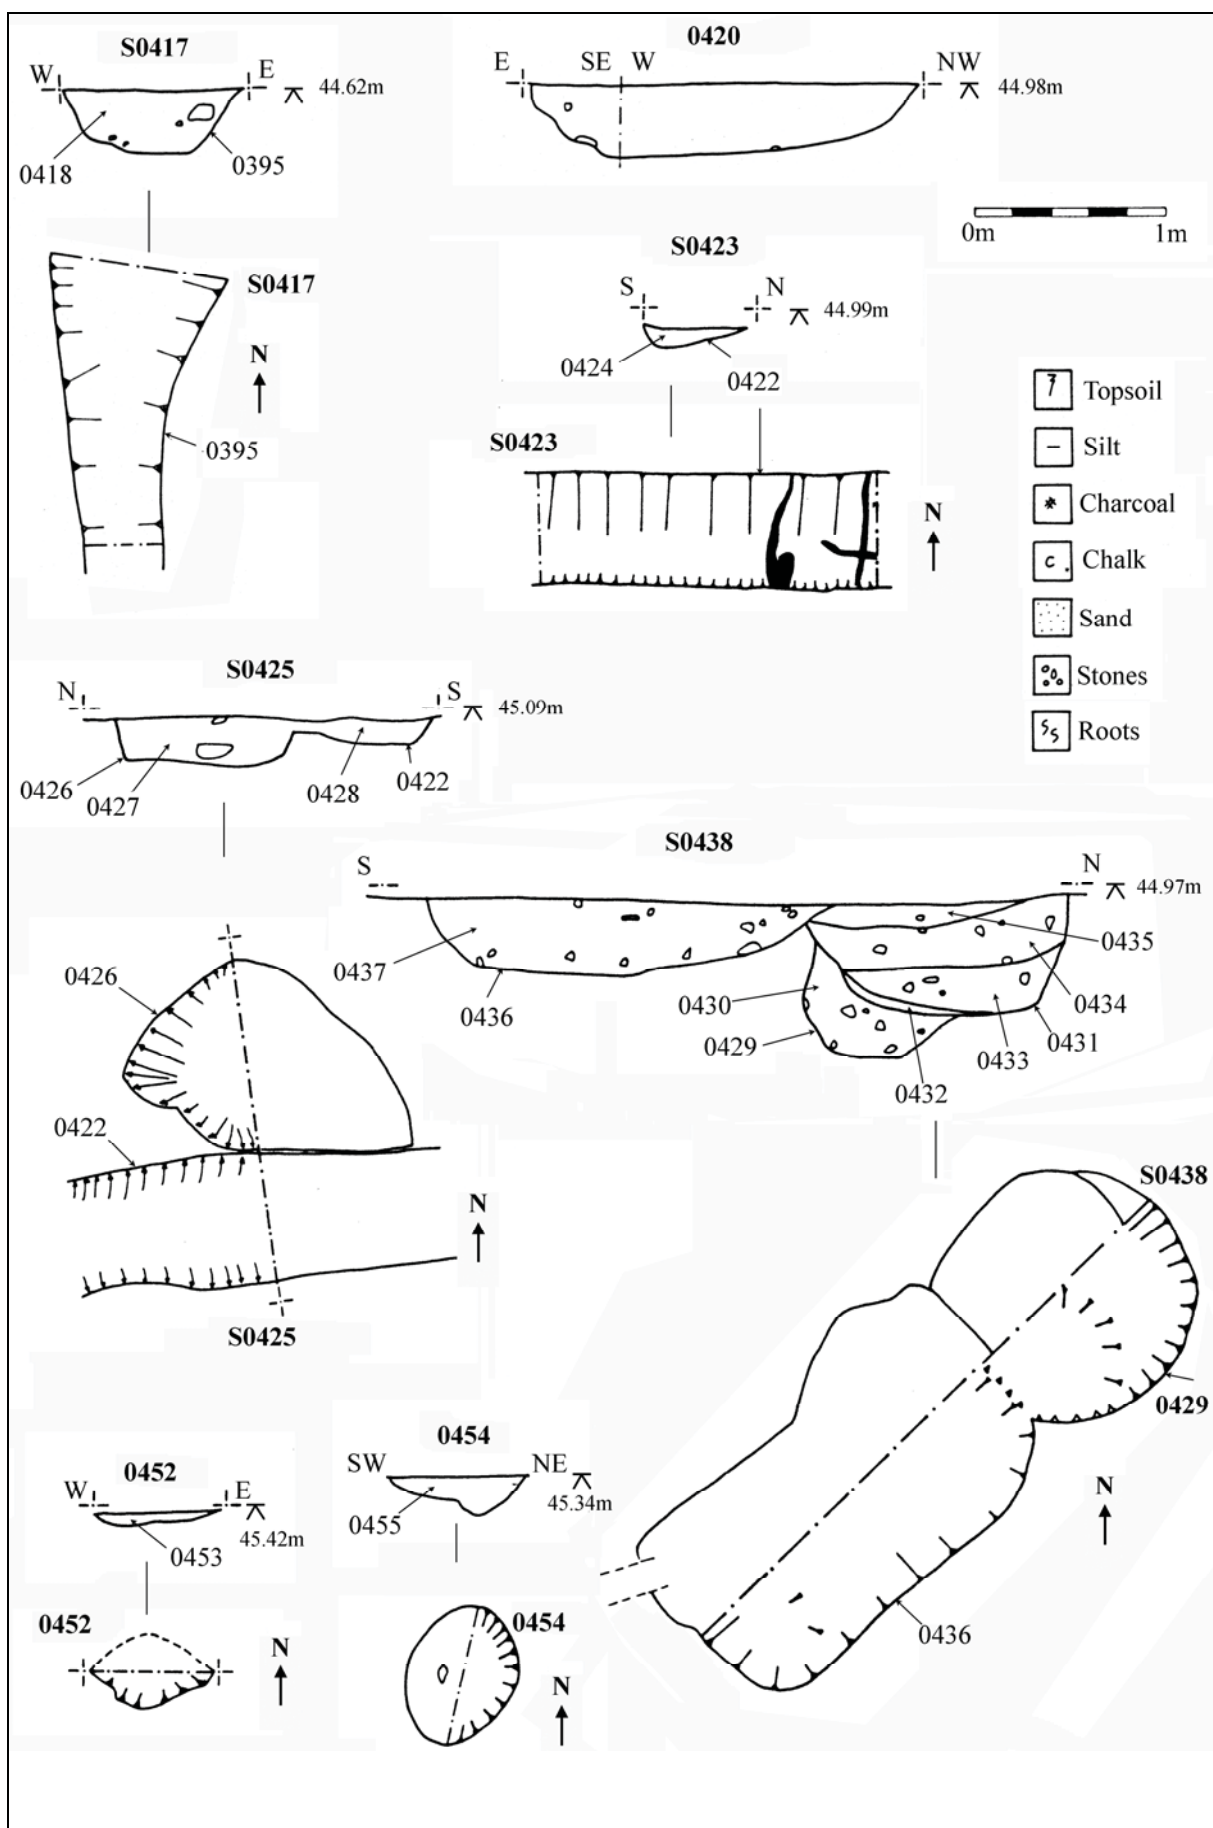 S0417
W
E
44.62m
0418
0395
0420
E
SE
W
NW
44.98m
0m
1m
S0417
N
0395
S0423
S
N
44.99m
0424
0422
S0423
N
Topsoil
Silt
Charcoal
Chalk
Sand
Stones
Roots
S0425
N
S
45.09m
0426
0427
0428
0422
S0438
S
N
44.97m
0437
0436
0430
0429
0432
0433
0431
0434
0435
0426
0422
N
S0425
S0438
0429
N
0436
0452
W
E
45.42m
0453
0452
N
0454
SW
NE
45.34m
0455
0454
N